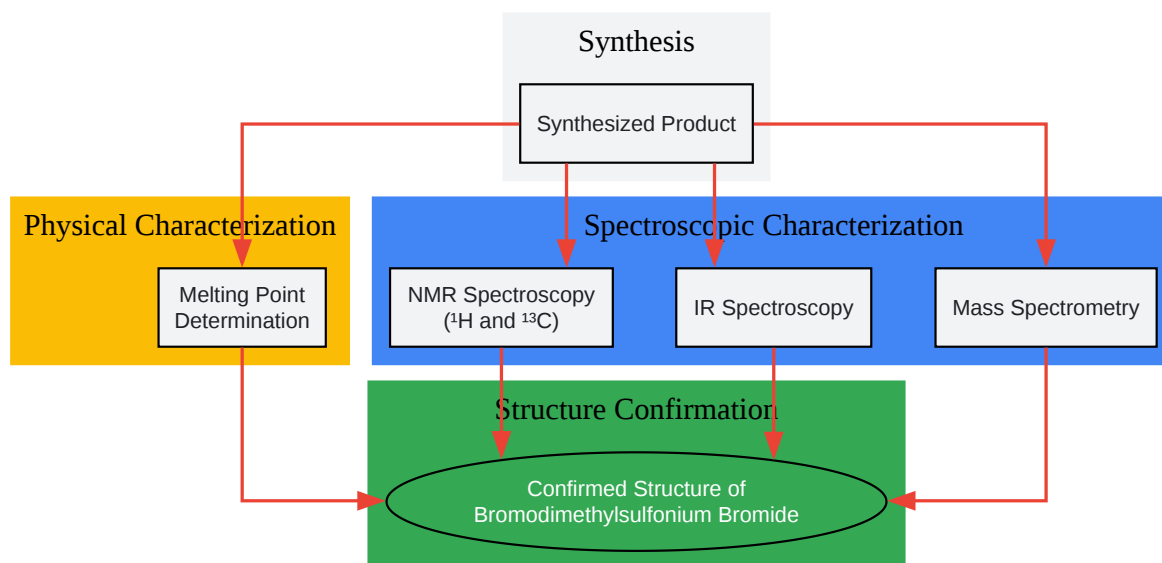 Synthesis
Synthesized Product
Physical Characterization
Spectroscopic Characterization
Melting Point
Determination
NMR Spectroscopy
(¹H and ¹³C)
IR Spectroscopy
Mass Spectrometry
Structure Confirmation
Confirmed Structure of
Bromodimethylsulfonium Bromide